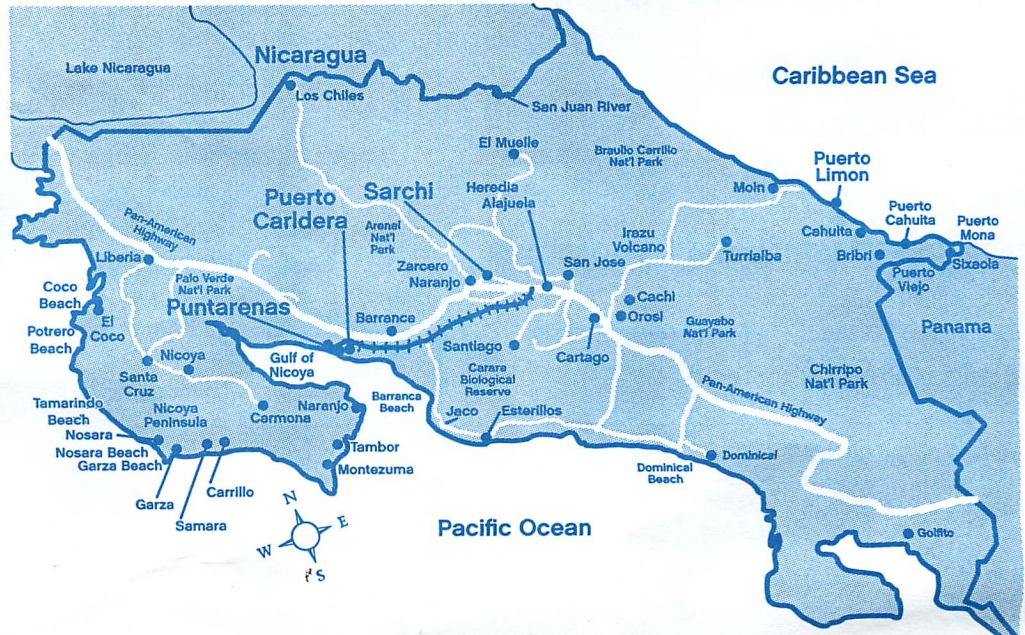 Lake Nicaragua
Nicaragua
Los Chiles
San Juan River
Caribbean Sea
El Muelle
Braulio Carrillo
Nat'l Park
Puerto
Limon
Moin
Heredia
Alajuela
Sarchi
Puerto
Carldera
Arenal
Nat'l
Park
Irazu
Volcano
Turrialba
Cahuita
Puerto
Cahuita
Puerto
Mona
Bribri
Sixaola
Puerto
Viejo
Pan-American
Highway
Liberia
Palo Verde
Nat'l Park
Zarcero
Naranjo
San Jose
Cachi
Orosi
Coco
Beach
El
Coco
Puntarenas
Barranca
Guayabo
Nat'l Park
Panama
Potrero
Beach
Gulf of
Nicoya
Santiago
Cartago
Chirripo
Nat'l Park
Santa
Cruz
Nicoya
Carara
Biological
Reserve
Pan-American Highway
Tamarindo
Beach
Nicoya
Peninsula
Carmona
Naranjo
Barranca
Beach
Jaco
Esterillos
Nosara
Nosara Beach
Garza Beach
Tambor
Montezuma
Dominical
Beach
Dominical
Garza
Samara
Carrillo
N
E
W
S
Pacific Ocean
Golfito